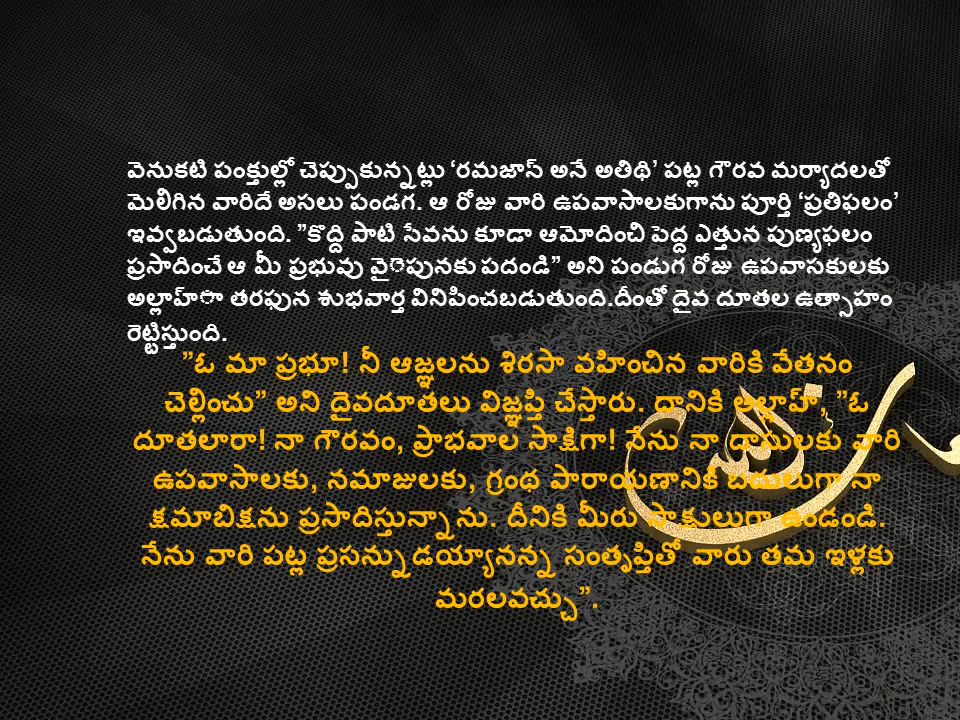 వెనుకటి పంక్తుల్లో చెప్పుకున్నట్లు ‘రమజాన్ అనే అతిథి’ పట్ల గౌరవ మర్యాదలతో
మెలిగిన వారిదే అసలు పండగ. ఆ రోజు వారి ఉపవాసాలకుగాను పూర్తి ‘ప్రతిఫలం’
ఇవ్వబడుతుంది. ”కొద్ది పాటి సేవను కూడా ఆమోదించి పెద్ద ఎత్తున పుణ్యఫలం
ప్రసాదించే ఆ మీ ప్రభువు వైెపునకు పదండి” అని పండుగ రోజు ఉపవాసకులకు
అల్లాహ్‌ా తరఫున శుభవార్త వినిపించబడుతుంది.దీంతో దైవ దూతల ఉత్సాహం
రెట్టిస్తుంది.
”ఓ మా ప్రభూ! నీ ఆజ్ఞలను శిరసా వహించిన వారికి వేతనం
చెల్లించు” అని దైవదూతలు విజ్ఞప్తి చేస్తారు. దానికి అల్లాహ్, ”ఓ
దూతలారా! నా గౌరవం, ప్రాభవాల సాక్షిగా! నేను నా దాసులకు వారి
ఉపవాసాలకు, నమాజులకు, గ్రంథ పారాయణానికి బదులుగా నా
క్షమాబిక్షను ప్రసాదిస్తున్నాను. దీనికి మీరు సాక్షులుగా ఉండండి.
నేను వారి పట్ల ప్రసన్నుడయ్యానన్న సంతృప్తితో వారు తమ ఇళ్లకు
మరలవచ్చు”.